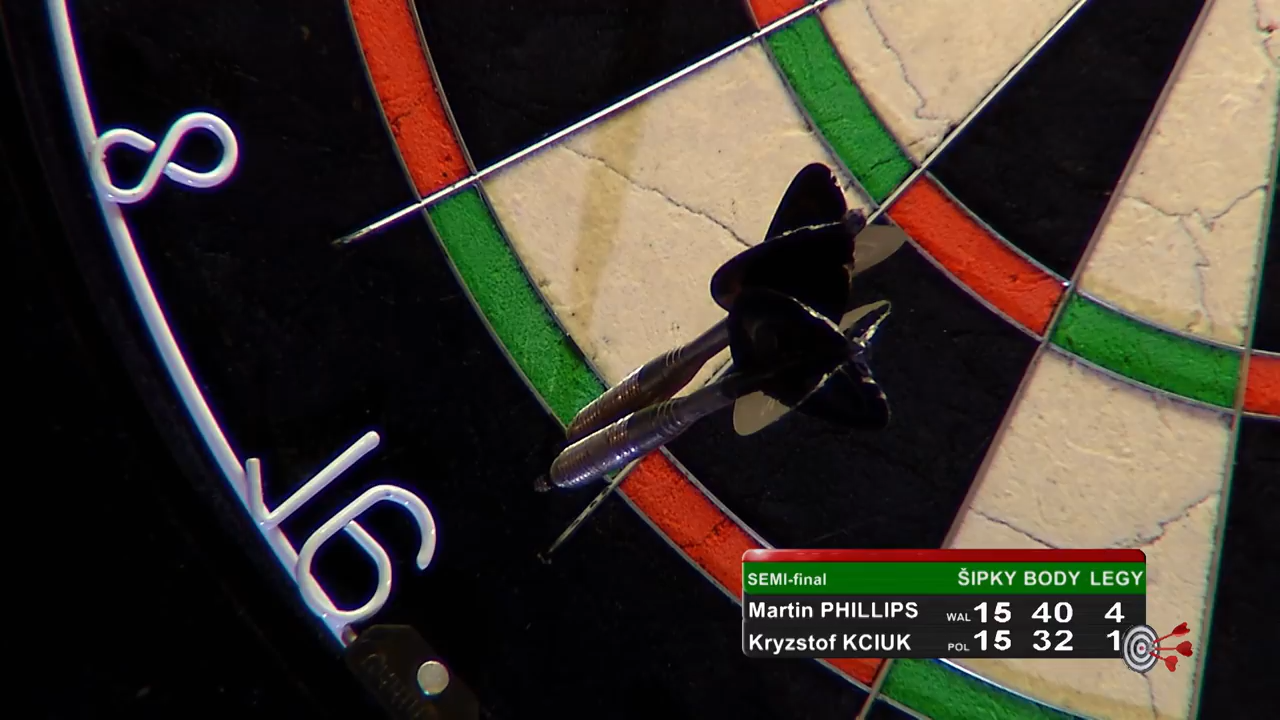 8
16
SEMI-final ŠIPKY BODY LEGY
Martin PHILLIPS WAL 15 40 4
Kryzstof KCIUK POL 15 32 1